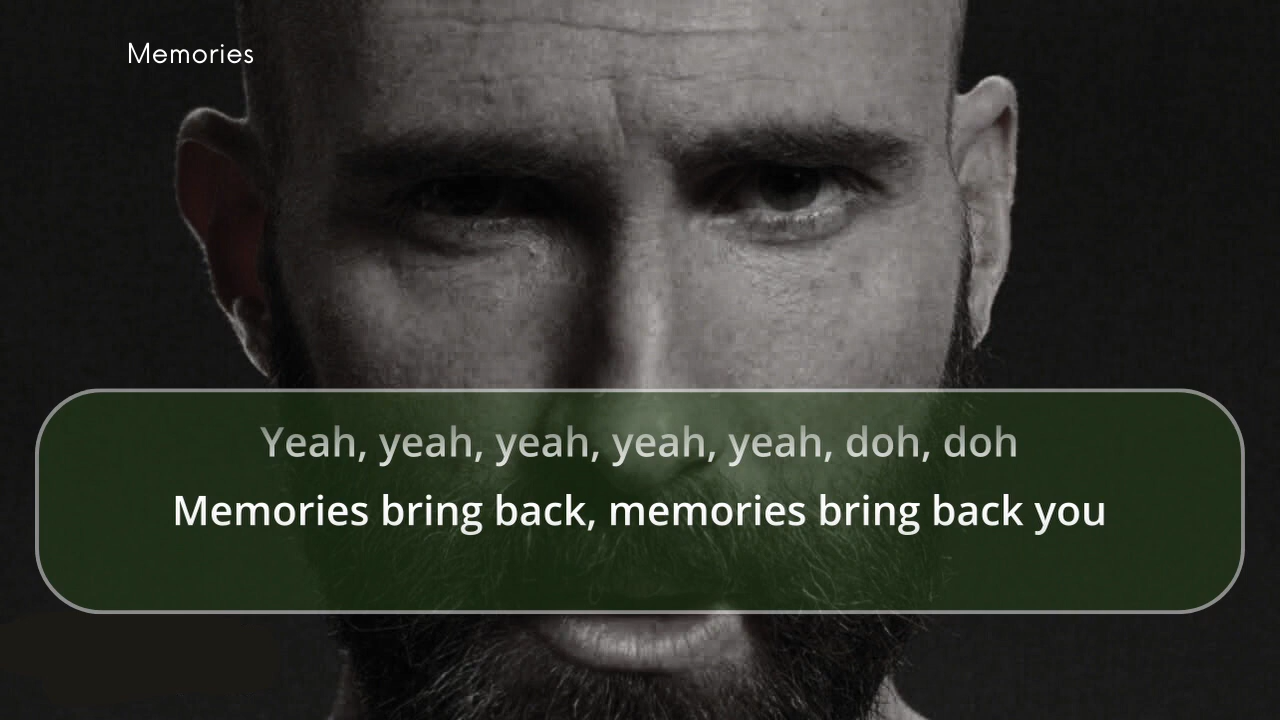 Memories
Yeah, yeah, yeah, yeah, yeah, doh, doh
Memories bring back, memories bring back you